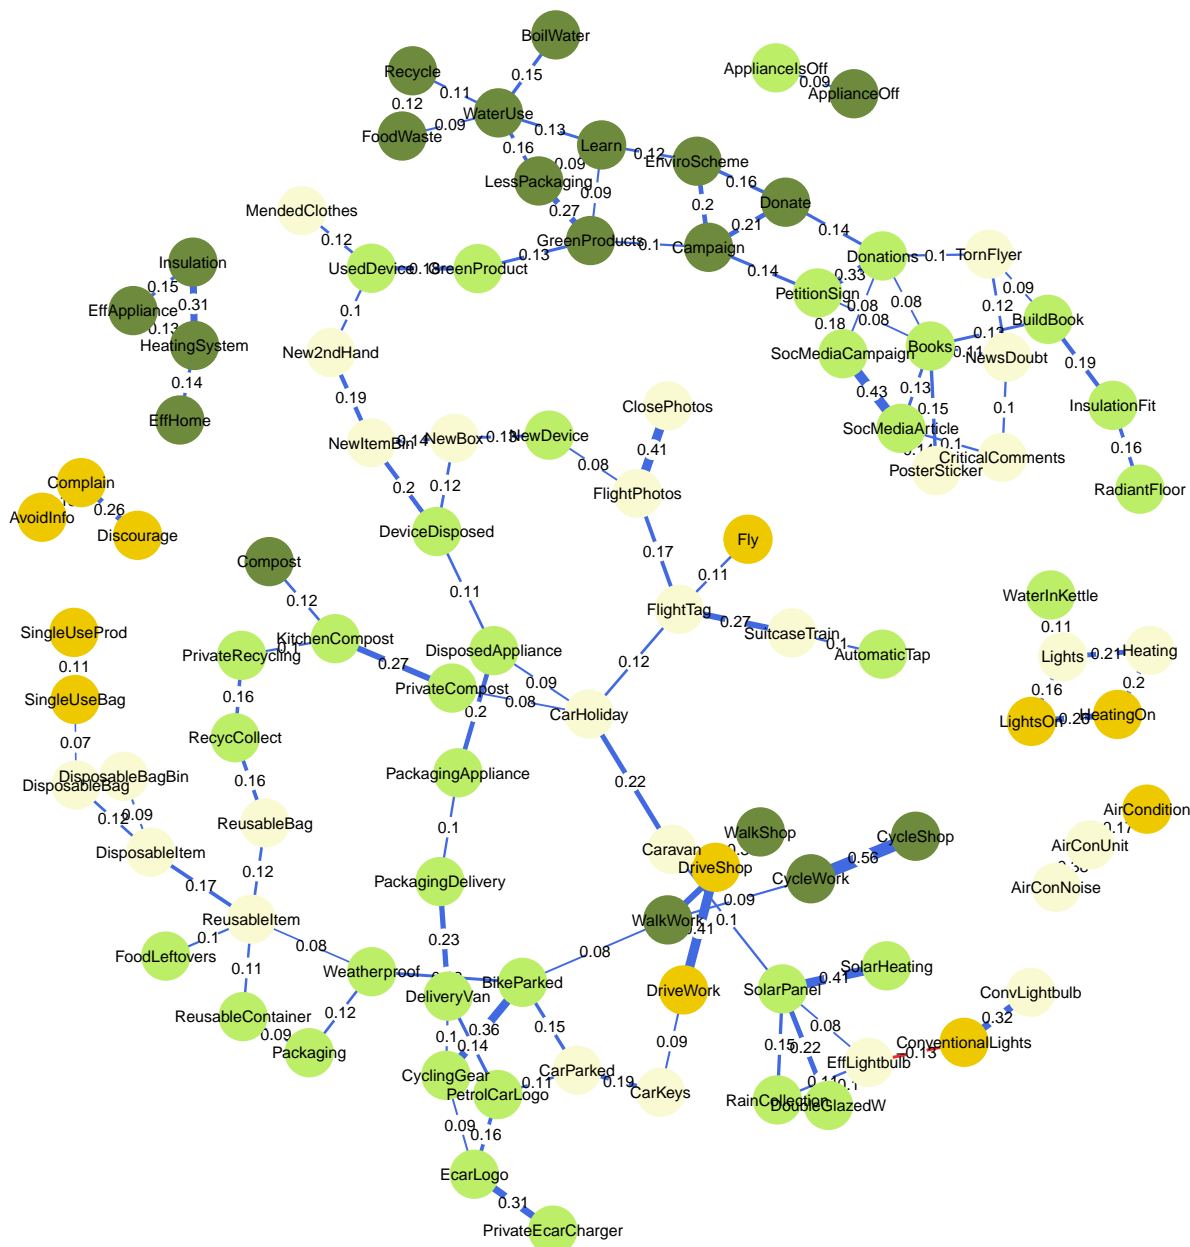 BoilWater
Recycle
0.15
ApplianceIsOff
0.09
ApplianceOff
0.11
0.12
WaterUse
FoodWaste
0.09
0.13
Learn
0.12
EnviroScheme
0.16
0.09
LessPackaging
0.09
0.16
Donate
0.2
MendedClothes
0.27
0.21
0.14
GreenProducts
0.1
Campaign
0.12
Insulation
UsedDevice
GreenProduct
0.13
0.14
Donations
0.1
TornFlyer
0.33
0.15
PetitionSign
0.09
EffAppliance
0.31
0.08
0.08
0.12
0.1
0.13
0.18
0.08
BuildBook
HeatingSystem
New2ndHand
SocMediaCampaign
Books
0.11
NewsDoubt
0.19
0.14
0.13
0.43
EffHome
0.19
ClosePhotos
0.15
0.1
InsulationFit
NewItemBin
0.14
NewBox
0.13
NewDevice
0.41
SocMediaArticle
0.1
CriticalComments
0.16
PosterSticker
0.08
Complain
0.2
0.12
FlightPhotos
RadiantFloor
AvoidInfo
0.26
Discourage
DeviceDisposed
Fly
0.17
Compost
0.11
0.11
WaterInKettle
0.12
FlightTag
0.27
SingleUseProd
KitchenCompost
SuitcaseTrain
0.1
0.11
0.1
PrivateRecycling
DisposedAppliance
AutomaticTap
Lights
0.21
Heating
0.11
0.27
0.12
0.09
SingleUseBag
0.16
PrivateCompost
0.08
0.16
0.2
0.2
CarHoliday
LightsOn
HeatingOn
RecycCollect
0.07
0.22
DisposableBagBin
PackagingAppliance
DisposableBag
0.16
0.09
0.12
ReusableBag
0.1
WalkShop
CycleShop
AirCondition
0.17
DisposableItem
Caravan
DriveShop
0.56
AirConUnit
0.17
0.12
PackagingDelivery
CycleWork
AirConNoise
0.09
ReusableItem
WalkWork
0.1
0.41
0.1
0.08
0.23
0.08
FoodLeftovers
Weatherproof
BikeParked
SolarHeating
0.11
DeliveryVan
DriveWork
SolarPanel
0.41
ConvLightbulb
0.12
0.36
0.32
ReusableContainer
0.09
0.1
0.14
0.15
0.09
0.15
0.22
0.08
ConventionalLights
Packaging
−0.13
EffLightbulb
CyclingGear
0.11
CarParked
0.19
CarKeys
PetrolCarLogo
RainCollection
DoubleGlazedW
0.09
0.16
EcarLogo
0.31
PrivateEcarCharger